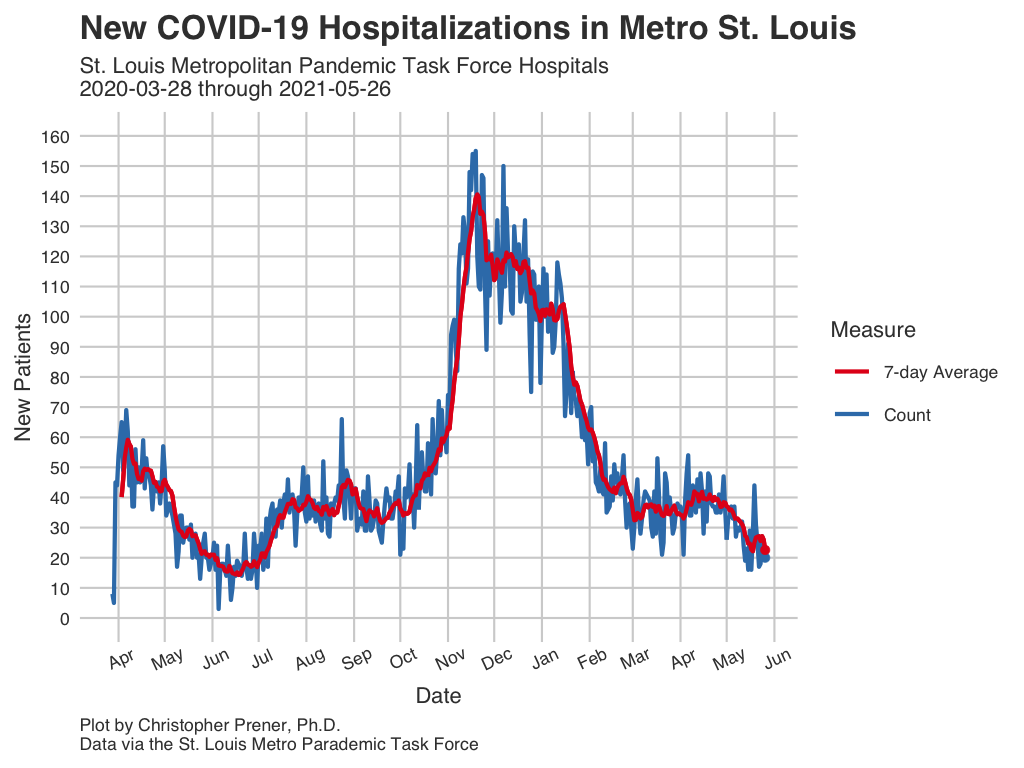 New COVID-19 Hospitalizations in Metro St. Louis
St. Louis Metropolitan Pandemic Task Force Hospitals
2020-03-28 through 2021-05-26
160
150
140
130
120
110
100
90
80
70
60
50
40
30
20
10
0
New Patients
Apr May Jun Jul Aug Sep Oct Nov Dec Jan Feb Mar Apr May Jun
Date
Measure
7-day Average
Count
Plot by Christopher Prener, Ph.D.
Data via the St. Louis Metro Parademic Task Force